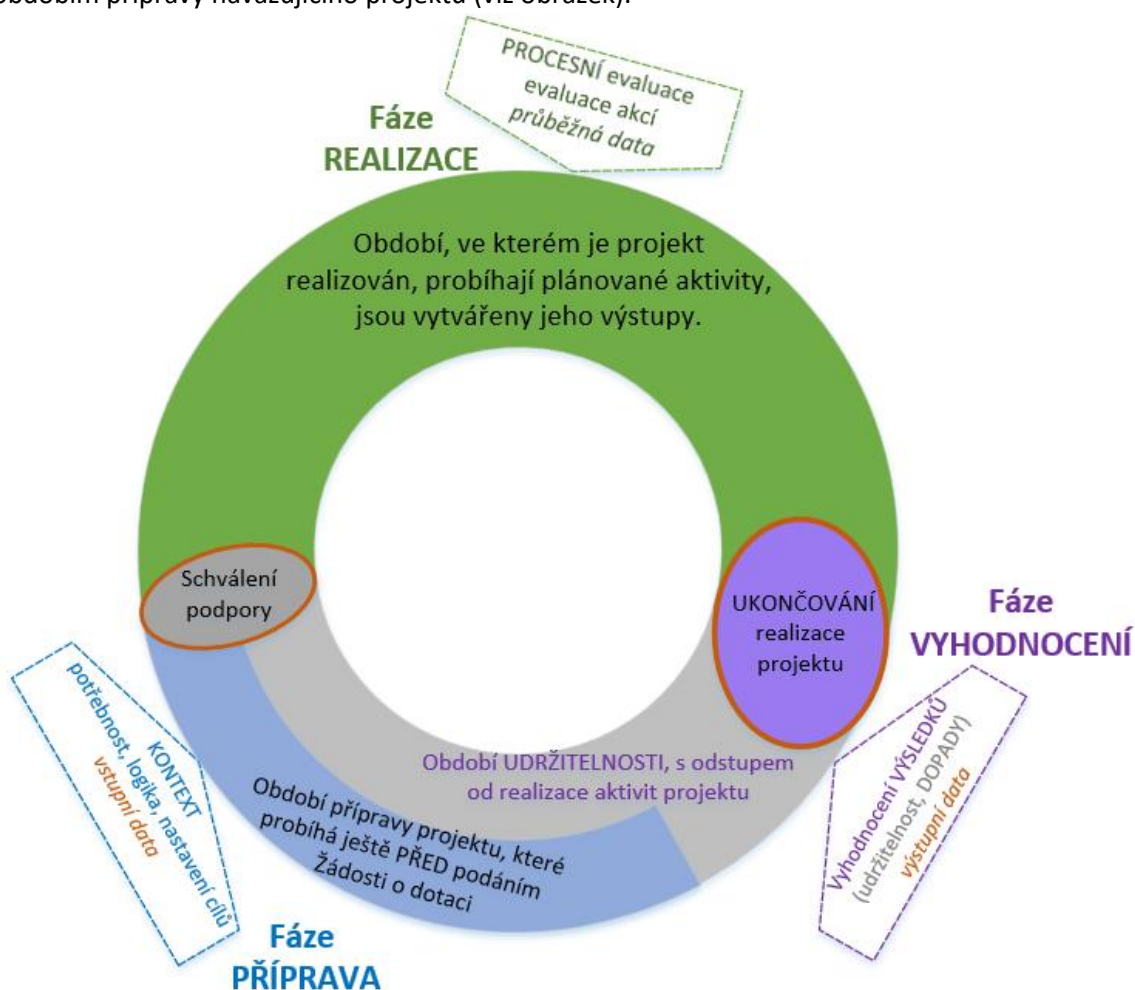 obdobím přípravy navazujícího projektu (viz obrázek).
PROCESNÍ evaluace
evaluace akcí
průběžná data
Fáze
REALIZACE
Období, ve kterém je projekt
realizován, probíhají plánované aktivity,
jsou vytvářeny jeho výstupy.
Schválení
podpory
UKONČOVÁNÍ
realizace
projektu
Fáze
VYHODNOCENÍ
Vyhodnocení VÝSLEDKŮ
(udržitelnost, DOPADY)
výstupní data
Období UDRŽITELNOSTI, s odstupem
od realizace aktivit projektu
Období přípravy projektu, které
probíhá ještě PŘED podáním
Žádosti o dotaci
KONTEXT
potřebnost, logika, nastavení cílů
vstupní data
Fáze
PŘÍPRAVA